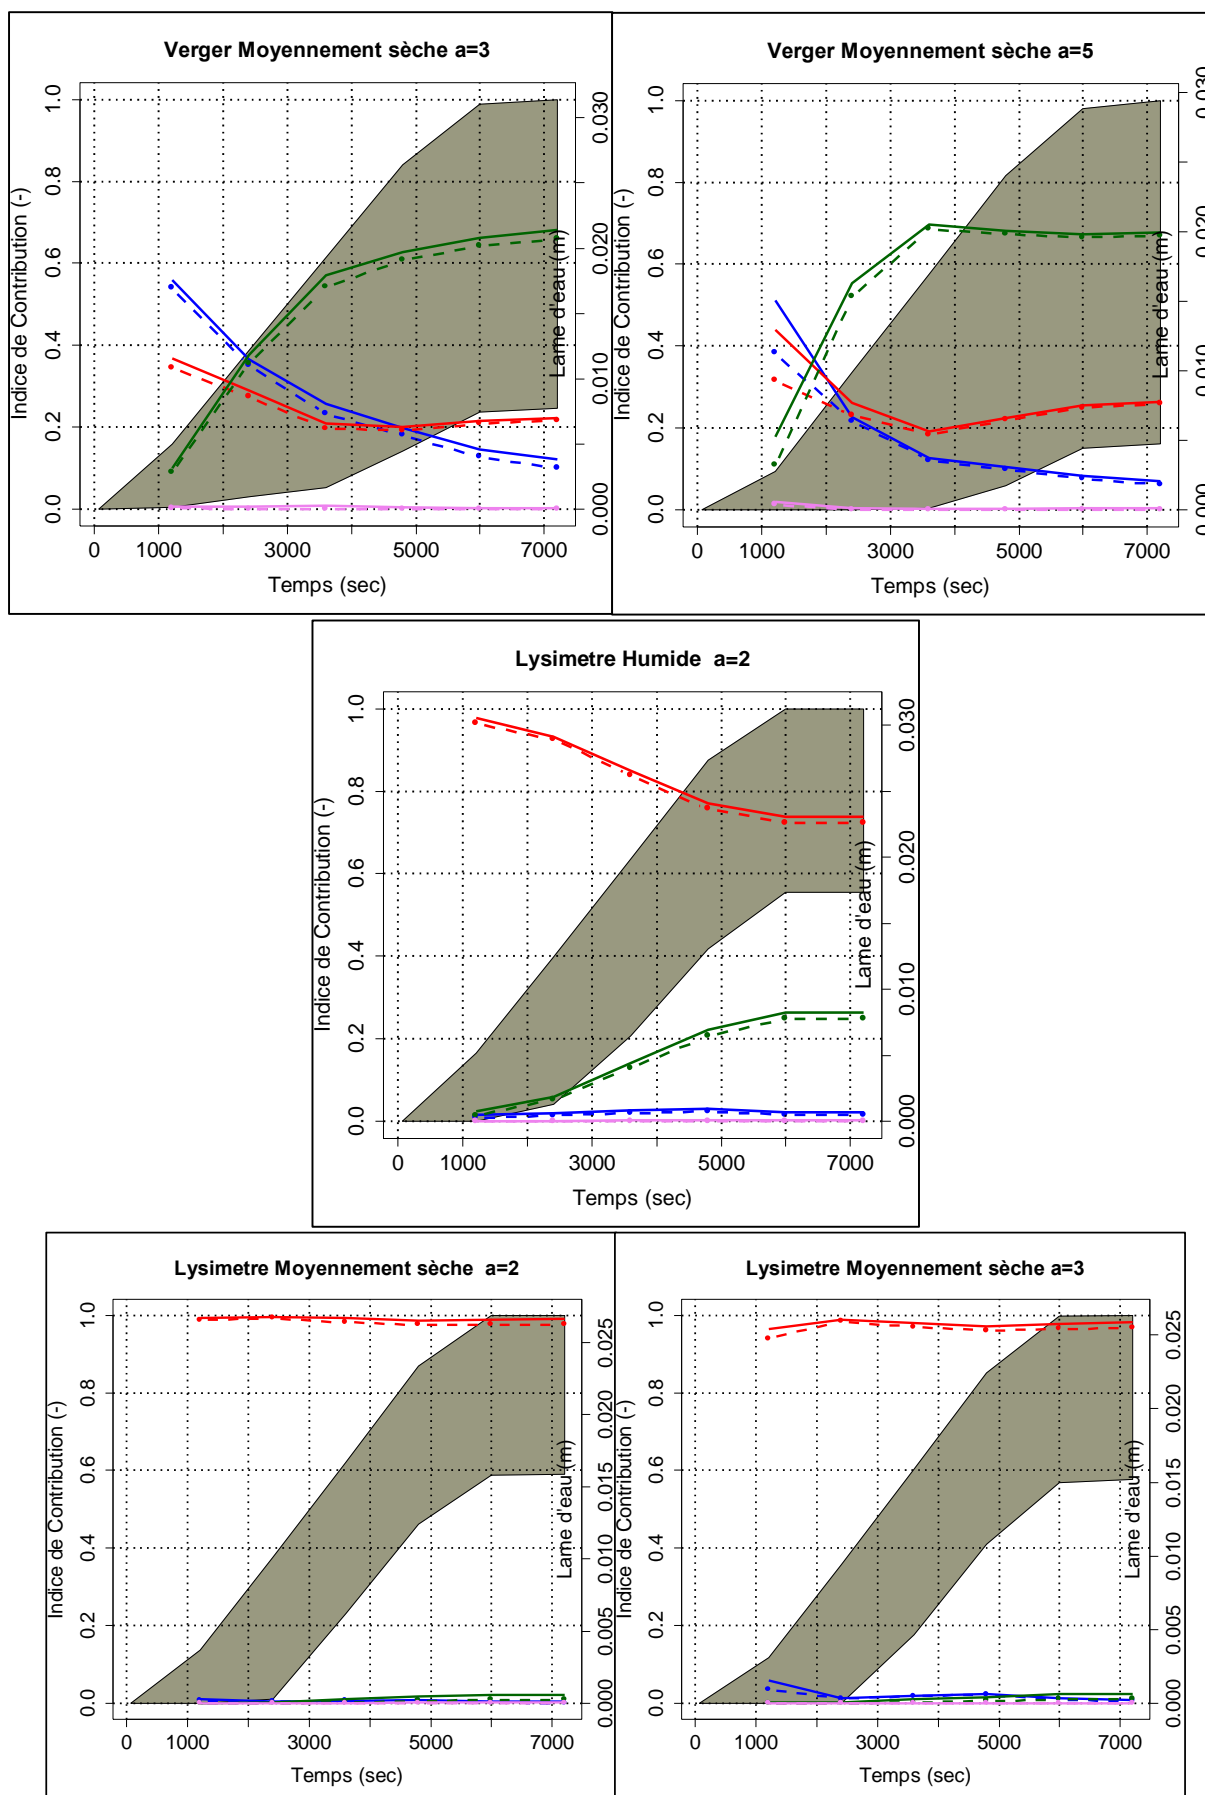 Verger Moyennement sèche a=3
Indice de Contribution (-)
0.0 0.2 0.4 0.6 0.8 1.0
0 1000 3000 5000 7000
Temps (sec)
0.000 0.010 0.020 0.030
Lame d'eau (m)
Verger Moyennement sèche a=5
Indice de Contribution (-)
0.0 0.2 0.4 0.6 0.8 1.0
0 1000 3000 5000 7000
Temps (sec)
0.000 0.010 0.020 0.030
Lame d'eau (m)
Lysimetre Humide a=2
Indice de Contribution (-)
0.0 0.2 0.4 0.6 0.8 1.0
0 1000 3000 5000 7000
Temps (sec)
0.000 0.010 0.020 0.030
Lame d'eau (m)
Lysimetre Moyennement sèche a=2
Indice de Contribution (-)
0.0 0.2 0.4 0.6 0.8 1.0
0 1000 3000 5000 7000
Temps (sec)
0.000 0.005 0.010 0.015 0.020 0.025
Lame d'eau (m)
Lysimetre Moyennement sèche a=3
Indice de Contribution (-)
0.0 0.2 0.4 0.6 0.8 1.0
0 1000 3000 5000 7000
Temps (sec)
0.000 0.005 0.010 0.015 0.020 0.025
Lame d'eau (m)